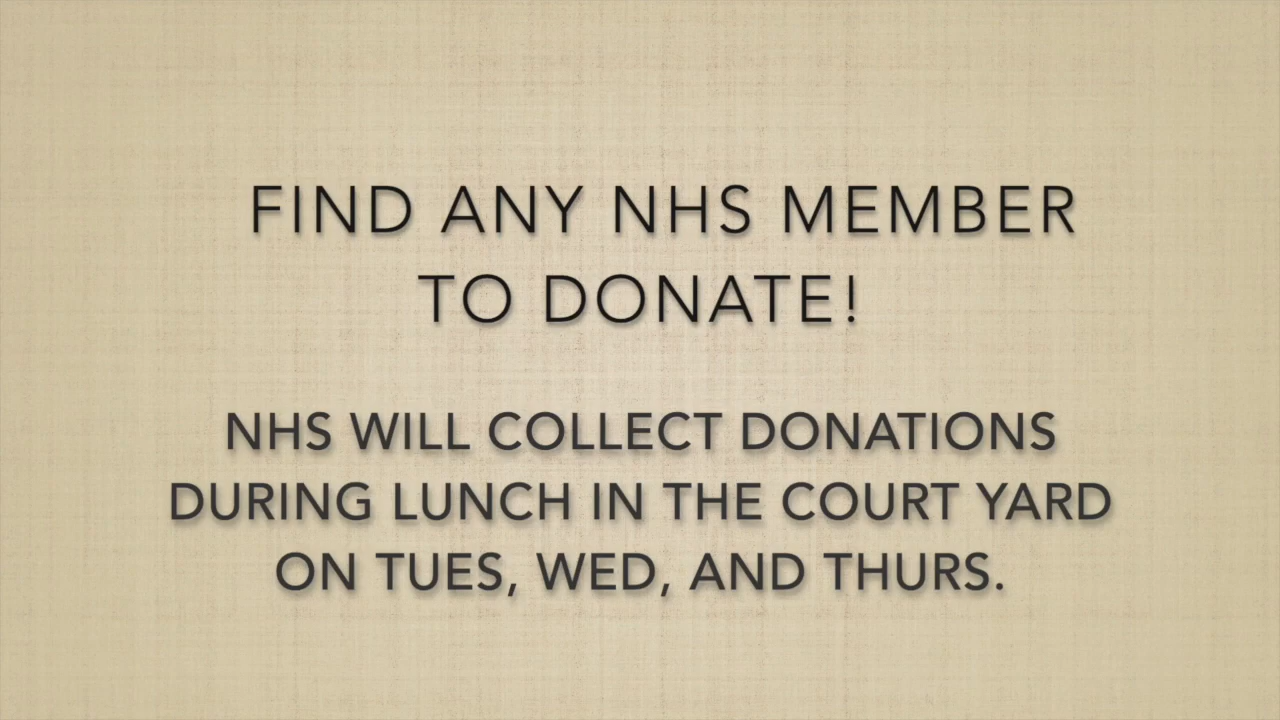 FIND ANY NHS MEMBER
TO DONATE!
NHS WILL COLLECT DONATIONS
DURING LUNCH IN THE COURT YARD
ON TUES, WED, AND THURS.